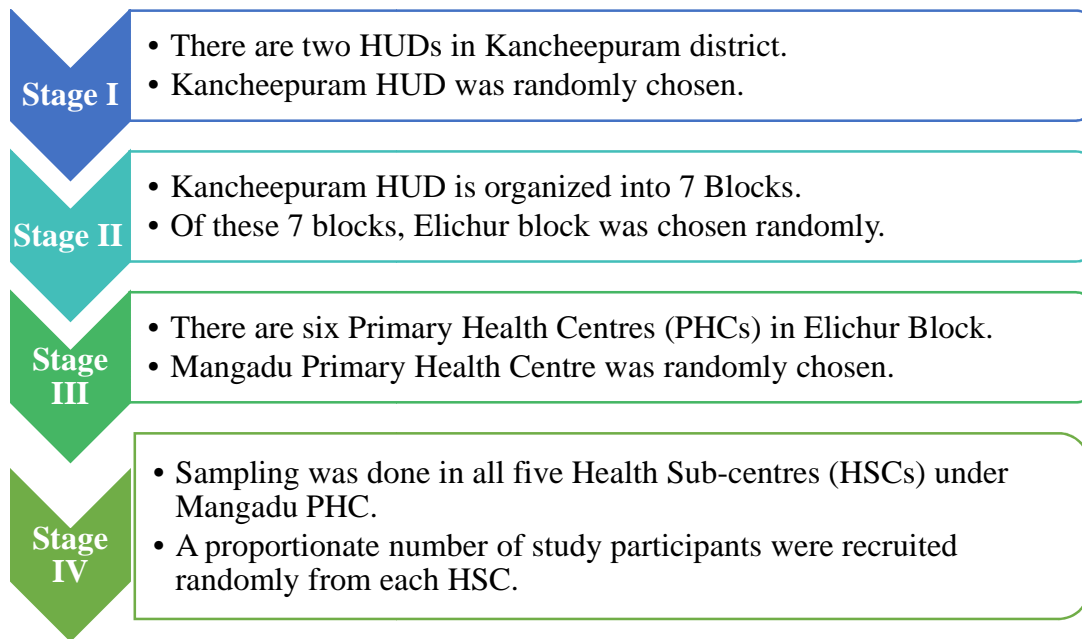 Stage I
• There are two HUDs in Kancheepuram district.
• Kancheepuram HUD was randomly chosen.
Stage II
• Kancheepuram HUD is organized into 7 Blocks.
• Of these 7 blocks, Elichur block was chosen randomly.
Stage
III
• There are six Primary Health Centres (PHCs) in Elichur Block.
• Mangadu Primary Health Centre was randomly chosen.
Stage
IV
• Sampling was done in all five Health Sub-centres (HSCs) under
Mangadu PHC.
• A proportionate number of study participants were recruited
randomly from each HSC.